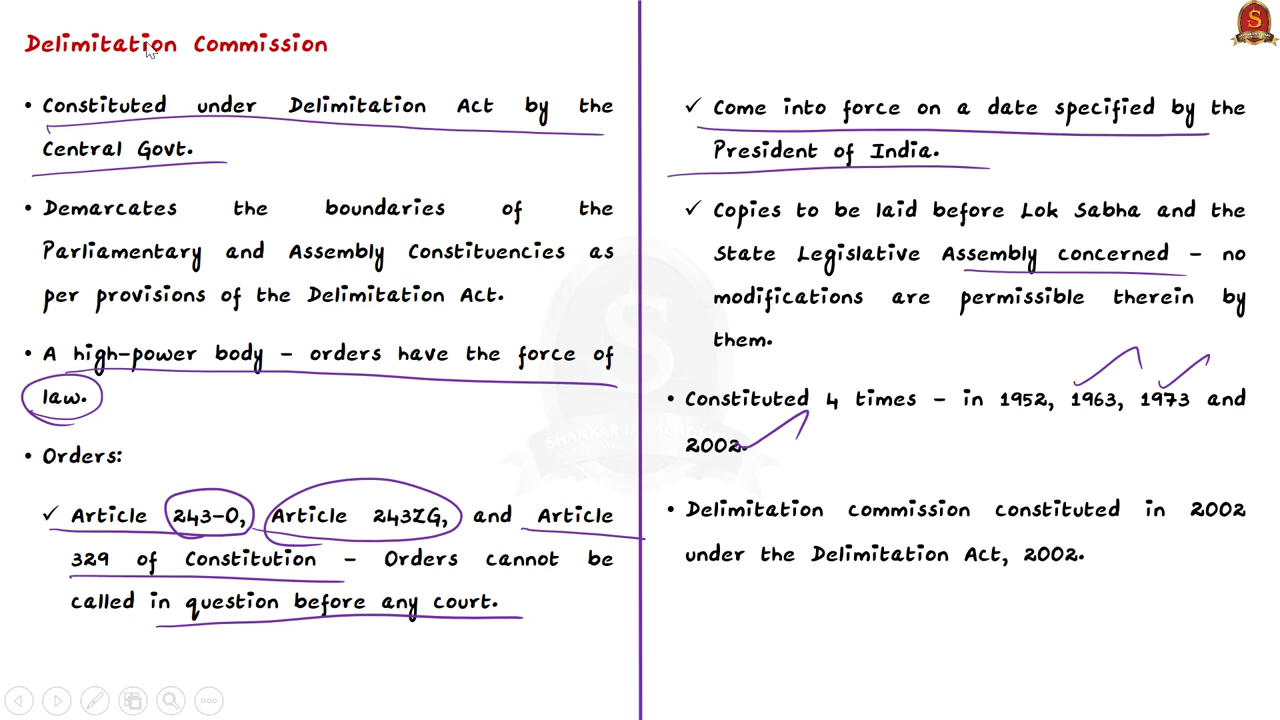 Delimitation Commission
• Constituted under Delimitation Act by the
Central Govt.
• Demarcates the boundaries of the
Parliamentary and Assembly Constituencies as
per provisions of the Delimitation Act.
• A high-power body – orders have the force of
law.
• Orders:
✓ Article 243-O, Article 243ZG, and Article
329 of Constitution – Orders cannot be
called in question before any court.
✓ Come into force on a date specified by the
President of India.
✓ Copies to be laid before Lok Sabha and the
State Legislative Assembly concerned – no
modifications are permissible therein by
them.
• Constituted 4 times – in 1952, 1963, 1973 and
2002.
• Delimitation commission constituted in 2002
under the Delimitation Act, 2002.
S
S